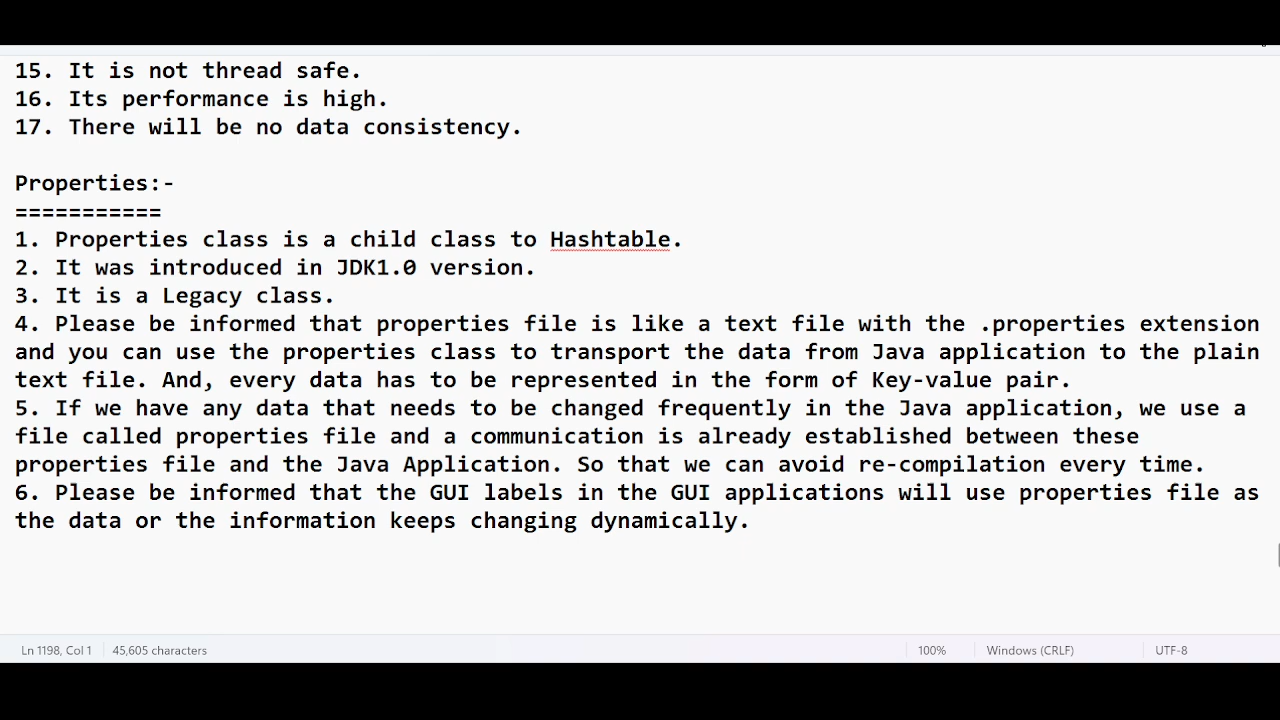 15. It is not thread safe.
16. Its performance is high.
17. There will be no data consistency.
Properties:-
===========
1. Properties class is a child class to Hashtable.
2. It was introduced in JDK1.0 version.
3. It is a Legacy class.
4. Please be informed that properties file is like a text file with the .properties extension
and you can use the properties class to transport the data from Java application to the plain
text file. And, every data has to be represented in the form of Key-value pair.
5. If we have any data that needs to be changed frequently in the Java application, we use a
file called properties file and a communication is already established between these
properties file and the Java Application. So that we can avoid re-compilation every time.
6. Please be informed that the GUI labels in the GUI applications will use properties file as
the data or the information keeps changing dynamically.
Ln 1198, Col 1 45,605 characters 100% Windows (CRLF) UTF-8